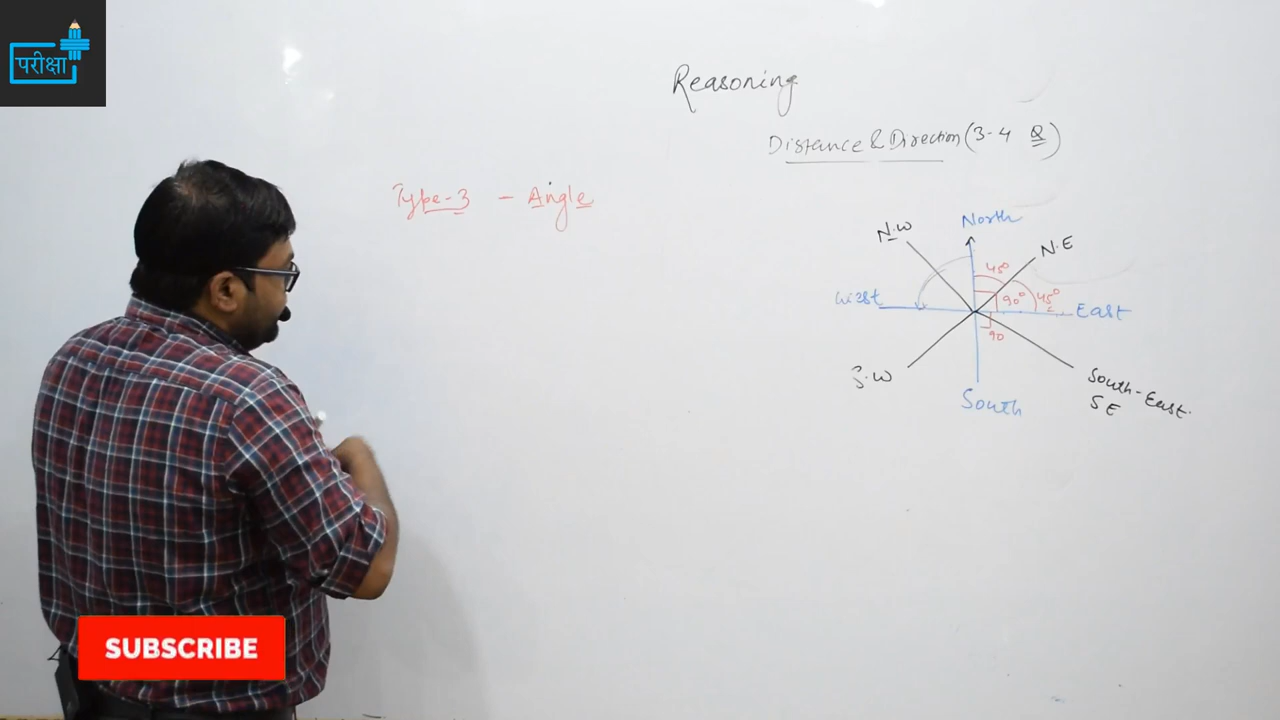 परीक्षा
Reasoning
Distance & Direction (3-4 Q)
Type-3 - Angle
North
N.W
N.E
45°
West
90°
45°
East
90
S.W
South
South-East
SE
SUBSCRIBE